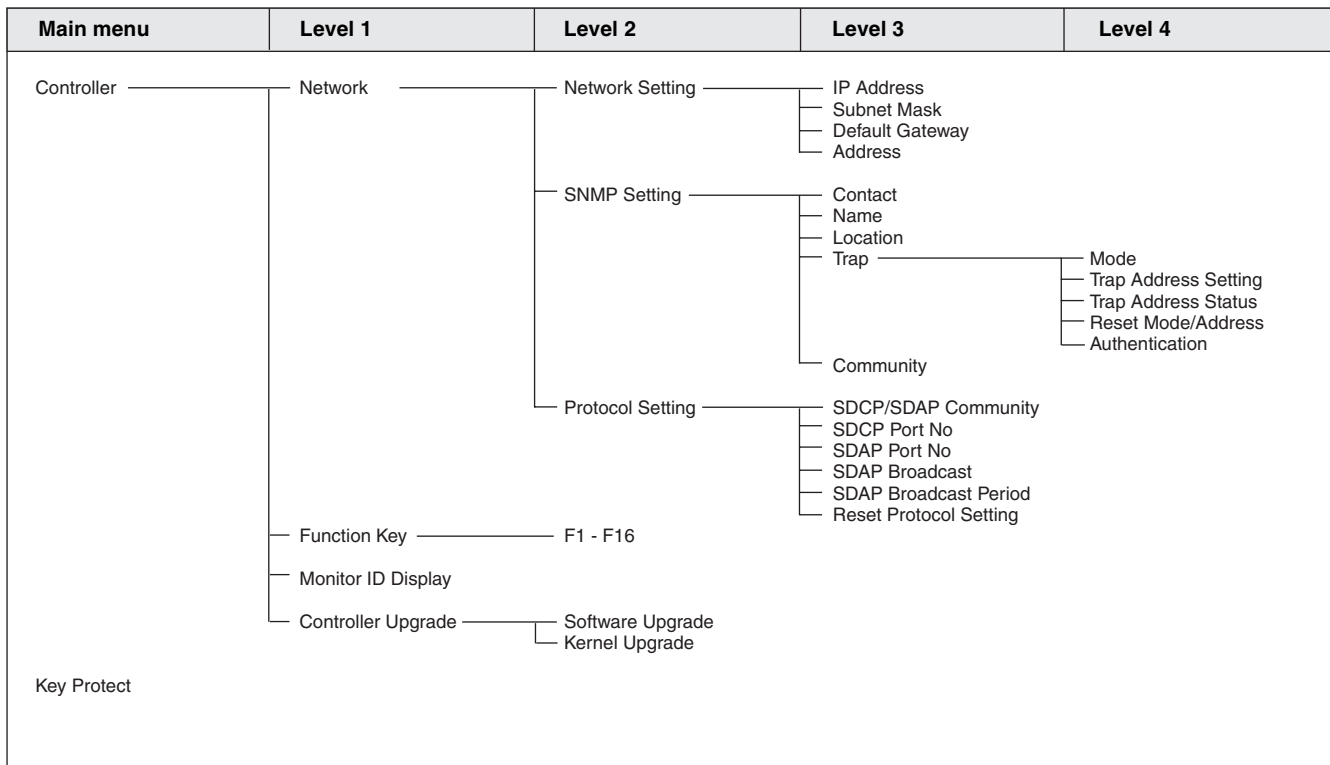 Main menu Level 1 Level 2 Level 3 Level 4
Controller Network Network Setting IP Address
Subnet Mask
Default Gateway
Address
SNMP Setting Contact
Name
Location
Trap Mode
Trap Address Setting
Trap Address Status
Reset Mode/Address
Authentication
Community
Protocol Setting SDCP/SDAP Community
SDCP Port No
SDAP Port No
SDAP Broadcast
SDAP Broadcast Period
Reset Protocol Setting
Function Key F1 - F16
Monitor ID Display
Controller Upgrade Software Upgrade
Kernel Upgrade
Key Protect